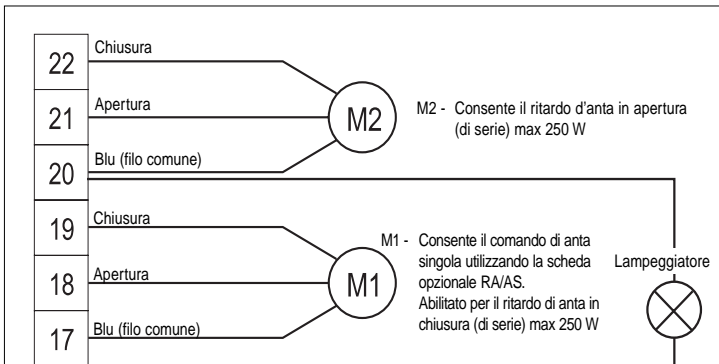 22
Chiusura
21
Apertura
20
Blu (filo comune)
M2
M2 - Consente il ritardo d'anta in apertura
(di serie) max 250 W
19
Chiusura
18
Apertura
17
Blu (filo comune)
M1
M1 - Consente il comando di anta
singola utilizzando la scheda
opzionale RA/AS.
Abilitato per il ritardo di anta in
chiusura (di serie) max 250 W
Lampeggiatore